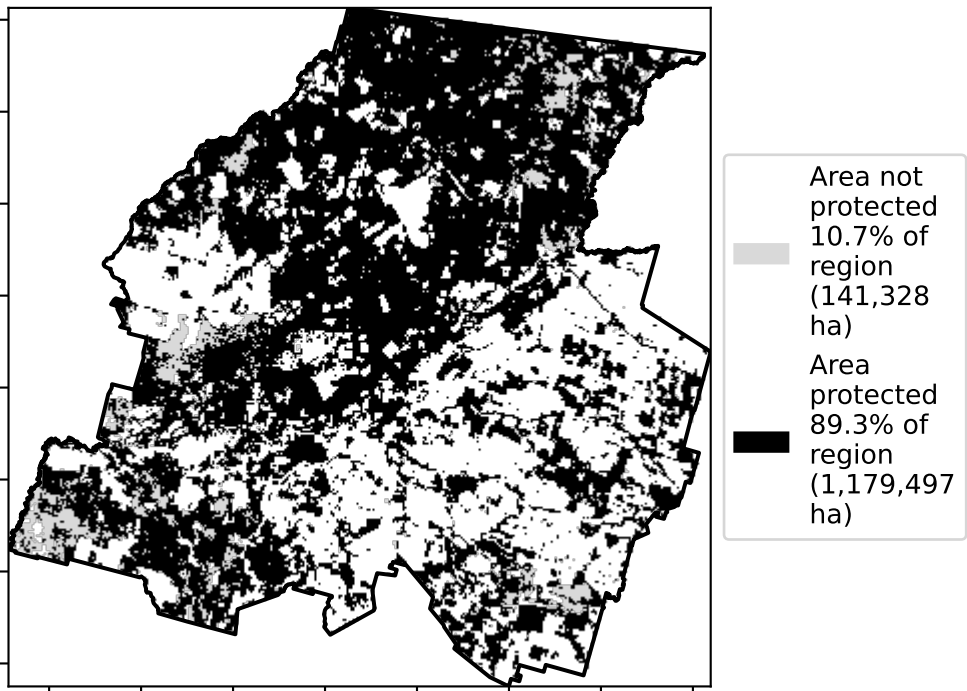 Area not
protected
10.7% of
region
(141,328
ha)
Area
protected
89.3% of
region
(1,179,497
ha)